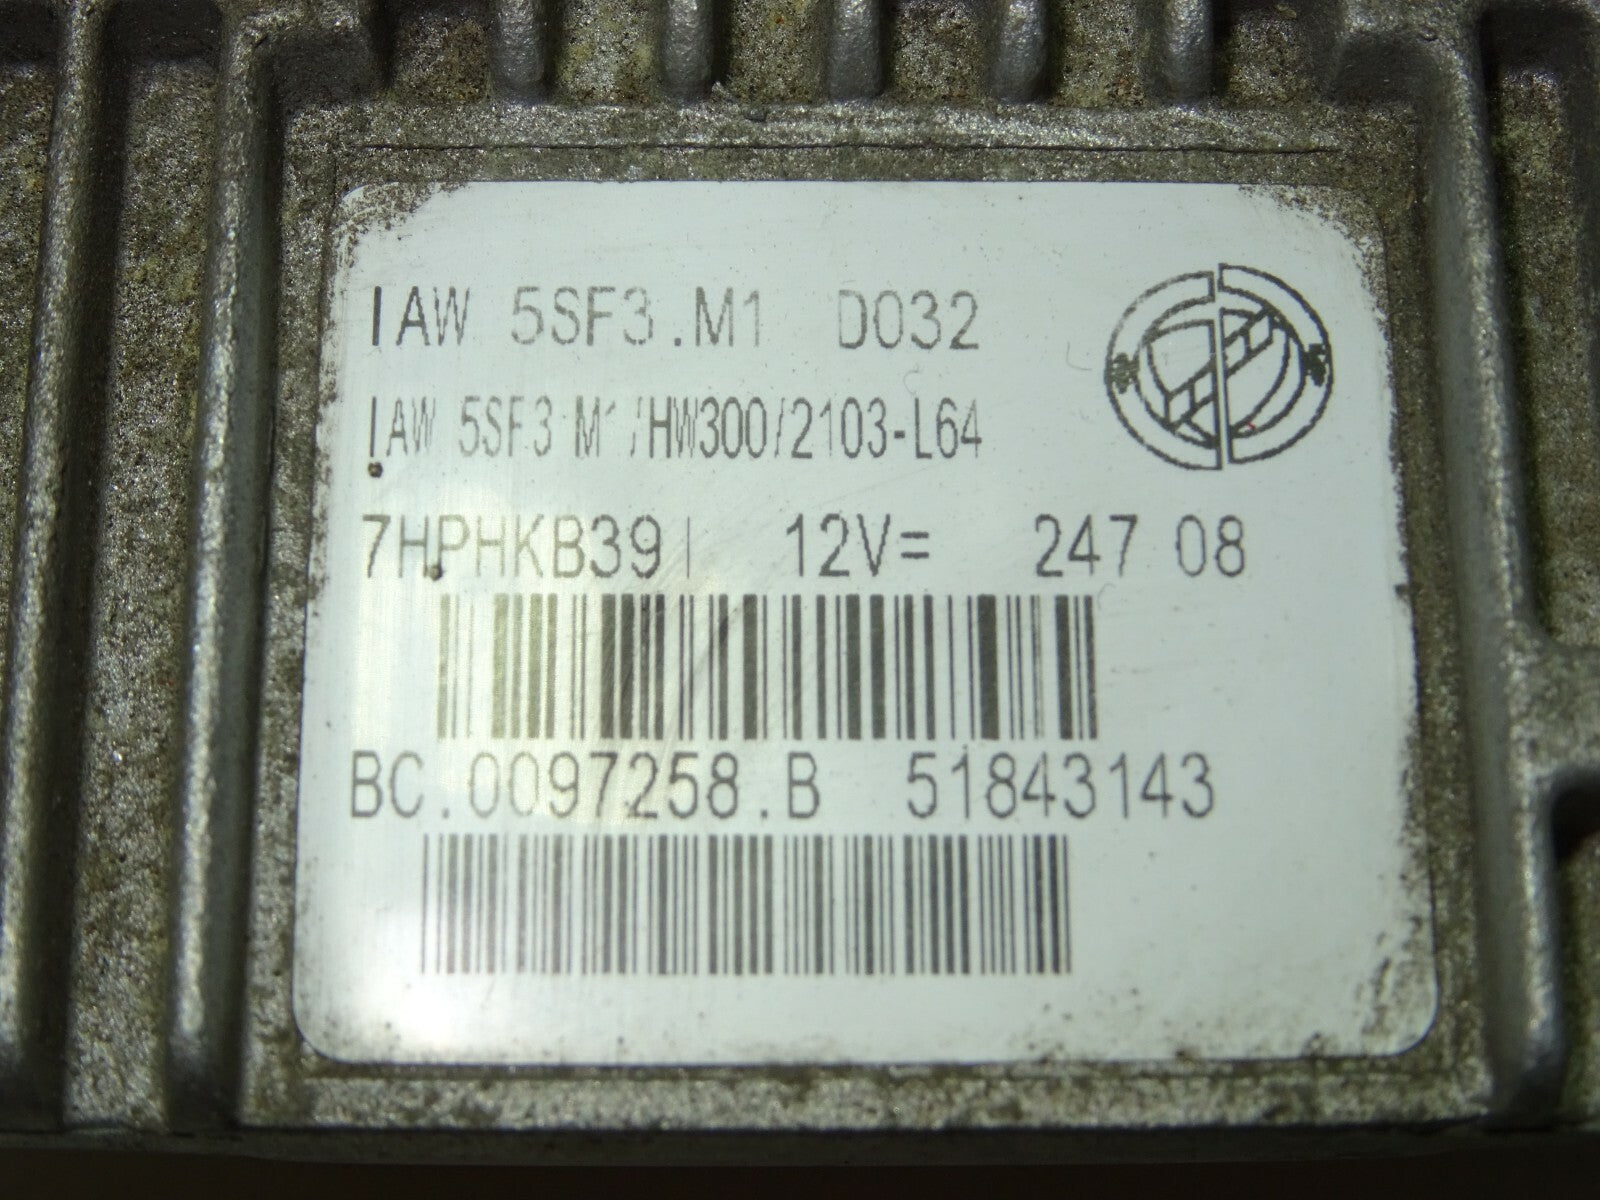 IAW 5SF3.M1 D032
IAW 5SF3.M1/HW300/2103-L64
7HPHKB39 | 12V= 247 08
BC.0097258.B 51843143